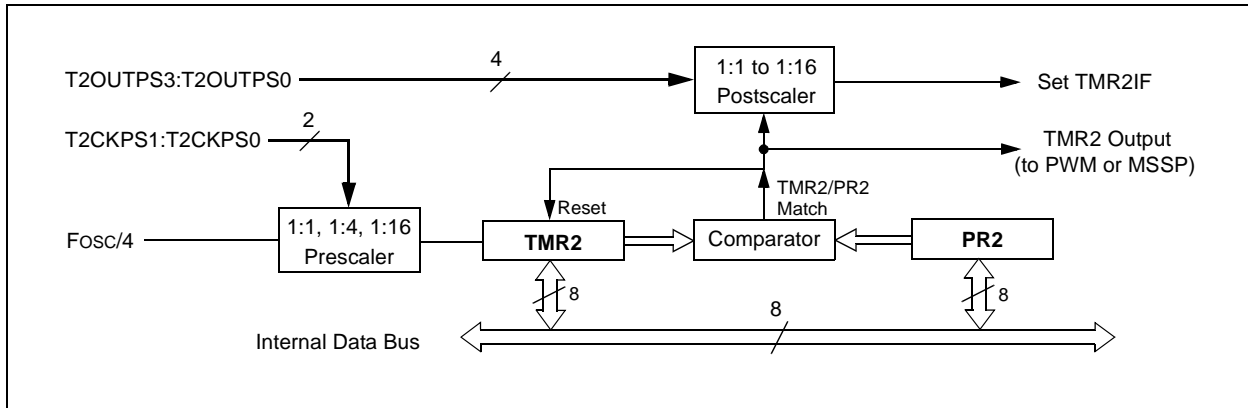 T2OUTPS3:T2OUTPS0
4
1:1 to 1:16
Postscaler
Set TMR2IF
T2CKPS1:T2CKPS0
2
TMR2 Output
(to PWM or MSSP)
TMR2/PR2
Match
Reset
FOSC/4
1:1, 1:4, 1:16
Prescaler
TMR2
Comparator
PR2
8
8
8
Internal Data Bus